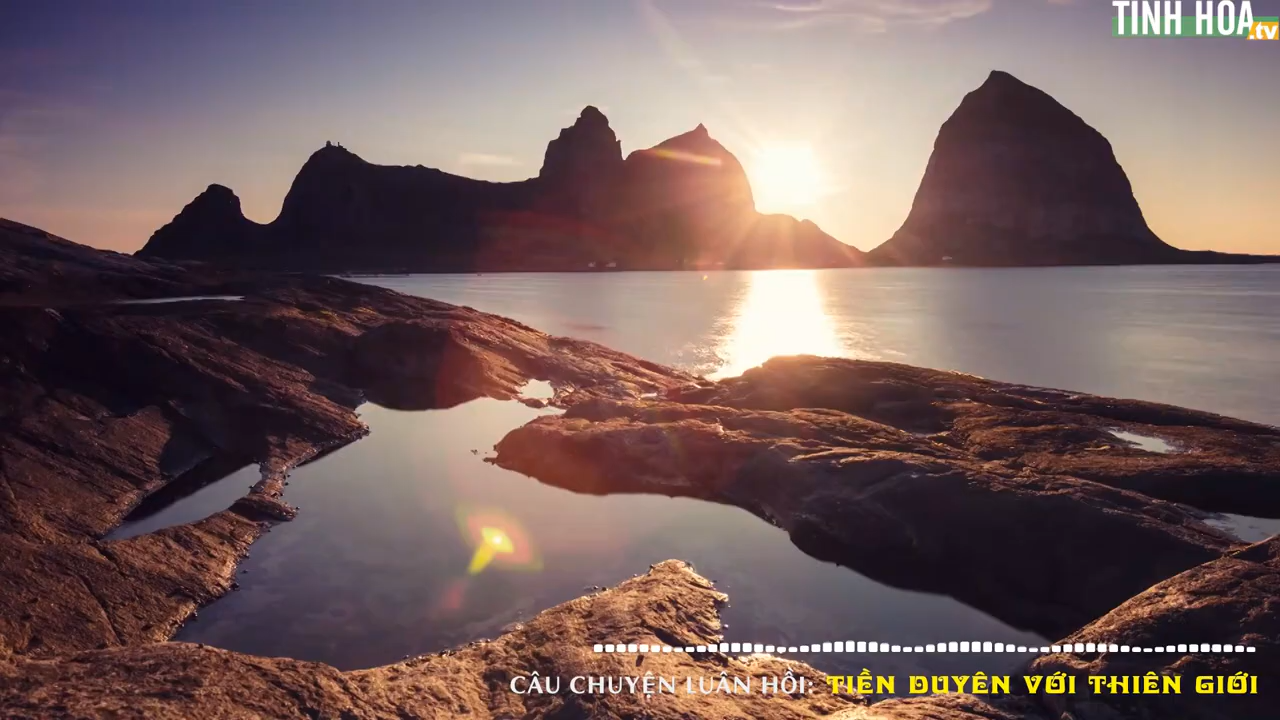 TINH HOA
.tv
CÂU CHUYỆN LUÂN HỒI: TIỀN DUYÊN VỚI THIÊN GIỚI